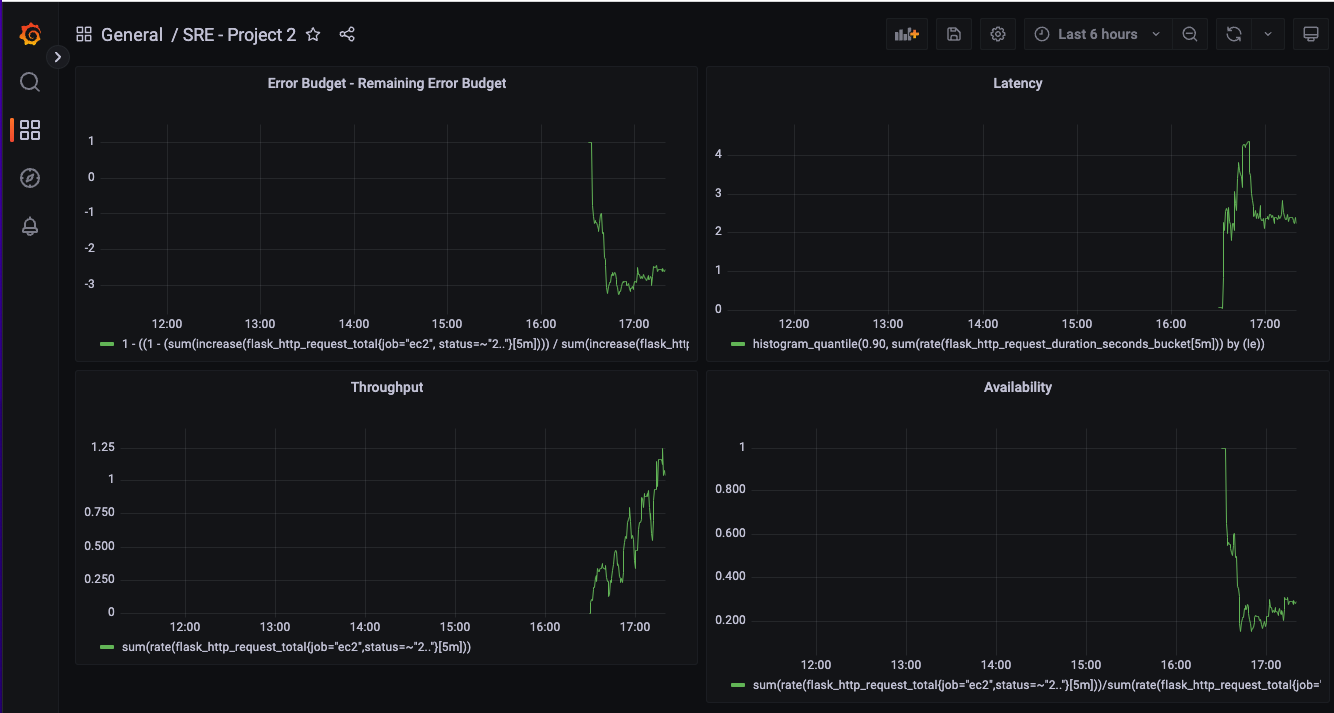 General / SRE - Project 2
Last 6 hours
Error Budget - Remaining Error Budget
1
0
-1
-2
-3
12:00 13:00 14:00 15:00 16:00 17:00
1 - ((1 - (sum(increase(flask_http_request_total{job="ec2", status=~"2.."}[5m]))) / sum(increase(flask_http
Latency
4
3
2
1
0
12:00 13:00 14:00 15:00 16:00 17:00
histogram_quantile(0.90, sum(rate(flask_http_request_duration_seconds_bucket[5m])) by (le))
Throughput
1.25
1
0.750
0.500
0.250
0
12:00 13:00 14:00 15:00 16:00 17:00
sum(rate(flask_http_request_total{job="ec2",status=~"2.."}[5m]))
Availability
1
0.800
0.600
0.400
0.200
12:00 13:00 14:00 15:00 16:00 17:00
sum(rate(flask_http_request_total{job="ec2",status=~"2.."}[5m]))/sum(rate(flask_http_request_total{job=